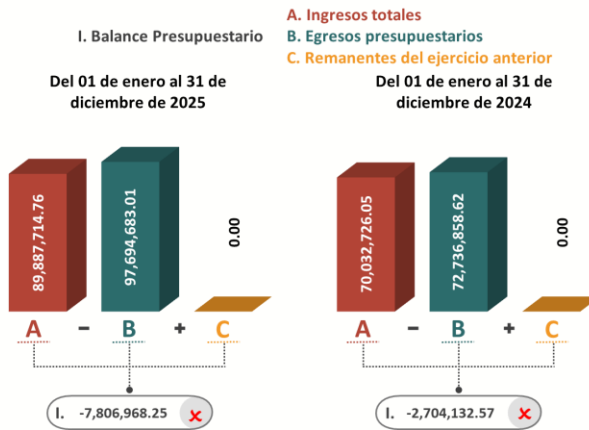 A. Ingresos totales
I. Balance Presupuestario
B. Egresos presupuestarios
C. Remanentes del ejercicio anterior
Del 01 de enero al 31 de
diciembre de 2025
89,887,714.76
97,694,683.01
0.00
A - B + C
I. -7,806,968.25
Del 01 de enero al 31 de
diciembre de 2024
70,032,726.05
72,736,858.62
0.00
A - B + C
I. -2,704,132.57